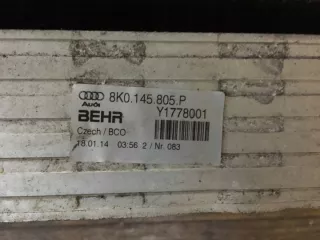 8K0.145.805.P
Audi
BEHR Y1778001
Czech / BCO
18.01.14 03:56 2 / Nr. 083